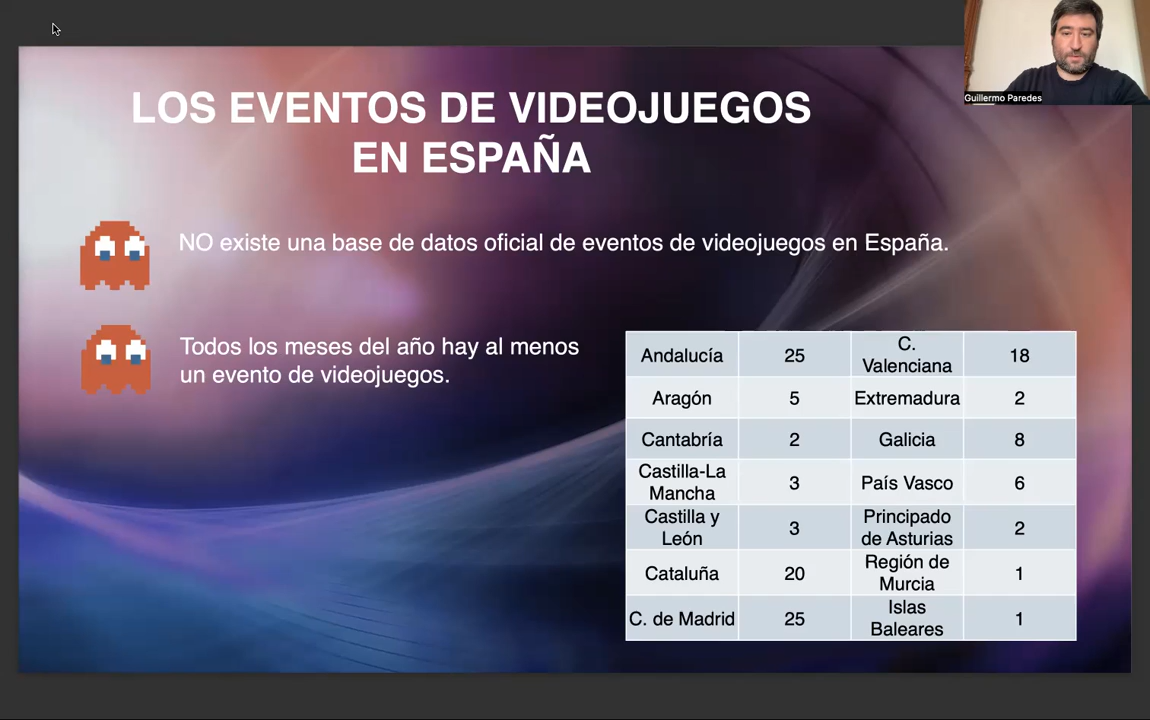 Guillermo Paredes
LOS EVENTOS DE VIDEOJUEGOS
EN ESPAÑA
NO existe una base de datos oficial de eventos de videojuegos en España.
Todos los meses del año hay al menos
un evento de videojuegos.
Andalucía 25 C. Valenciana 18
Aragón 5 Extremadura 2
Cantabría 2 Galicia 8
Castilla-La Mancha 3 País Vasco 6
Castilla y León 3 Principado de Asturias 2
Cataluña 20 Región de Murcia 1
C. de Madrid 25 Islas Baleares 1